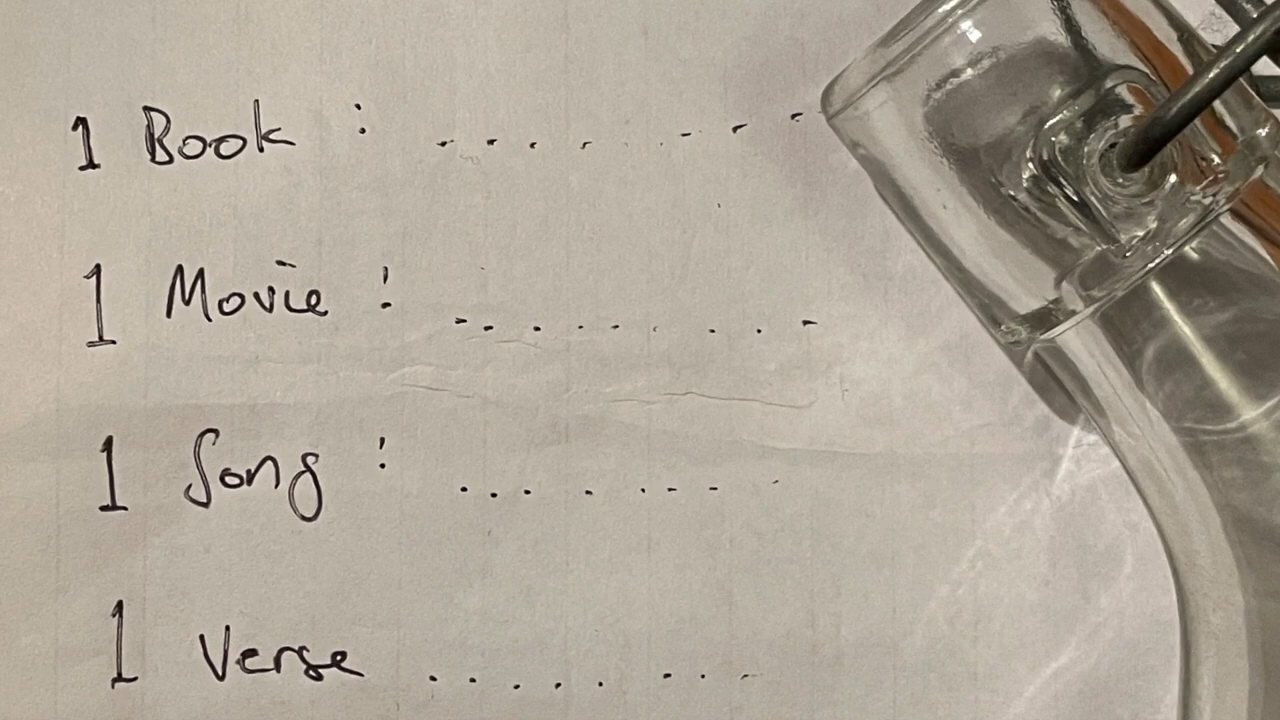 1 Book : .........
1 Movie : .........
1 Song : ........
1 Verse ........